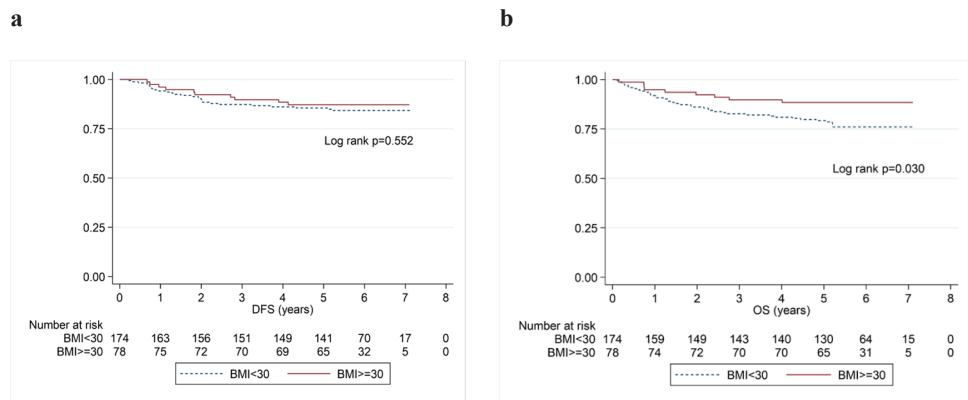 a
1.00
0.75
0.50
0.25
0.00
Log rank p=0.552
0 1 2 3 4 5 6 7 8
DFS (years)
Number at risk
BMI<30 174 163 156 151 149 141 70 17 0
BMI>=30 78 75 72 70 69 65 32 5 0
BMI<30 BMI>=30
b
1.00
0.75
0.50
0.25
0.00
Log rank p=0.030
0 1 2 3 4 5 6 7 8
OS (years)
Number at risk
BMI<30 174 159 149 143 140 130 64 15 0
BMI>=30 78 74 72 70 70 65 31 5 0
BMI<30 BMI>=30